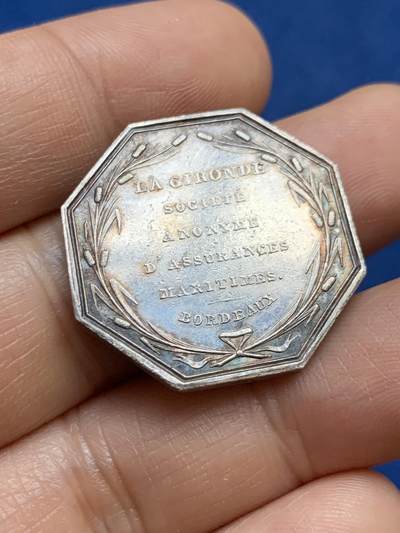 LA GIRONDE
SOCIÉTÉ
ANONYME
D'ASSURANCES
MARITIMES.
BORDEAUX